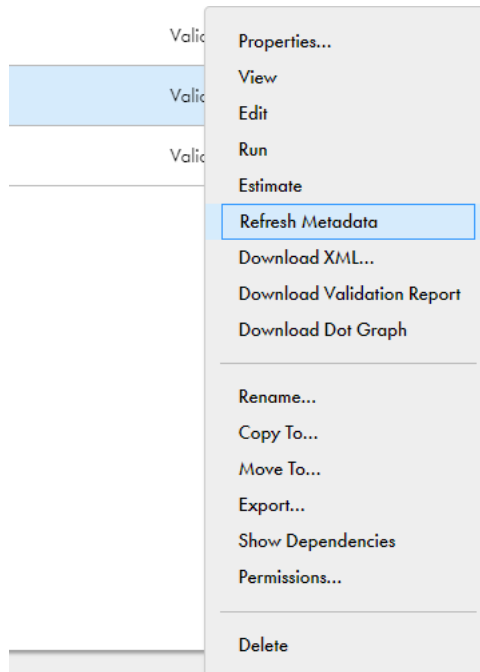 Properties...
View
Edit
Run
Estimate
Refresh Metadata
Download XML...
Download Validation Report
Download Dot Graph
Rename...
Copy To...
Move To...
Export...
Show Dependencies
Permissions...
Delete